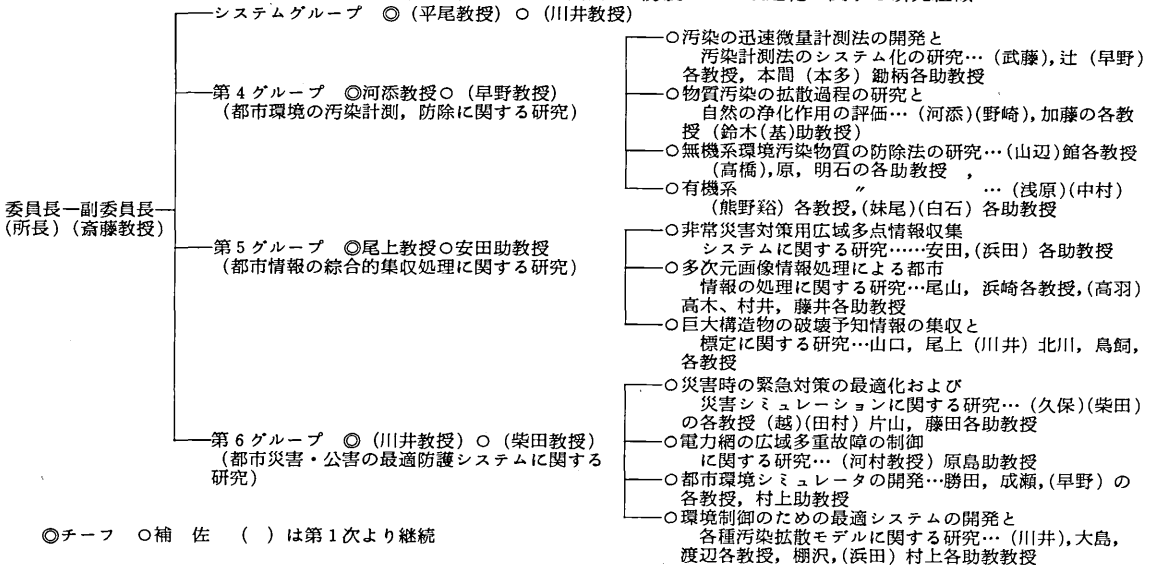 システムグループ ◎ (平尾教授) ○ (川井教授)
○汚染の迅速微量計測法の開発と
汚染計測法のシステム化の研究… (武藤),辻 (早野)
各教授, 本間 (本多) 鋤柄各助教授
第4グループ ◎河添教授○ (早野教授)
(都市環境の汚染計測, 防除に関する研究)
○物質汚染の拡散過程の研究と
自然の浄化作用の評価… (河添)(野崎), 加藤の各教
授 (鈴木(基)助教授)
○無機系環境汚染物質の防除法の研究…(山辺)館各教授
(高橋),原, 明石の各助教授 ,
○有機系 〃 … (浅原)(中村)
(熊野谿) 各教授,(妹尾)(白石) 各助教授
委員長―副委員長
(所長) (斎藤教授)
第5グループ ◎尾上教授○安田助教授
(都市情報の綜合的集収処理に関する研究)
○非常災害対策用広域多点情報収集
システムに関する研究……安田,(浜田) 各助教授
○多次元画像情報処理による都市
情報の処理に関する研究…尾山, 浜崎各教授,(高羽)
高木、村井, 藤井各助教授
○巨大構造物の破壊予知情報の集収と
標定に関する研究…山口, 尾上 (川井) 北川, 鳥飼,
各教授
第6グループ ◎ (川井教授) ○ (柴田教授)
(都市災害・公害の最適防護システムに関する
研究)
○災害時の緊急対策の最適化および
災害シミュレーションに関する研究… (久保)(柴田)
の各教授 (越)(田村) 片山, 藤田各助教授
○電力網の広域多重故障の制御
に関する研究… (河村教授) 原島助教授
○都市環境シミュレータの開発…勝田, 成瀬,(早野) の
各教授, 村上助教授
○環境制御のための最適システムの開発と
各種汚染拡散モデルに関する研究… (川井),大島,
渡辺各教授, 棚沢,(浜田) 村上各助教教授
◎チーフ ○補 佐 ( ) は第1次より継続